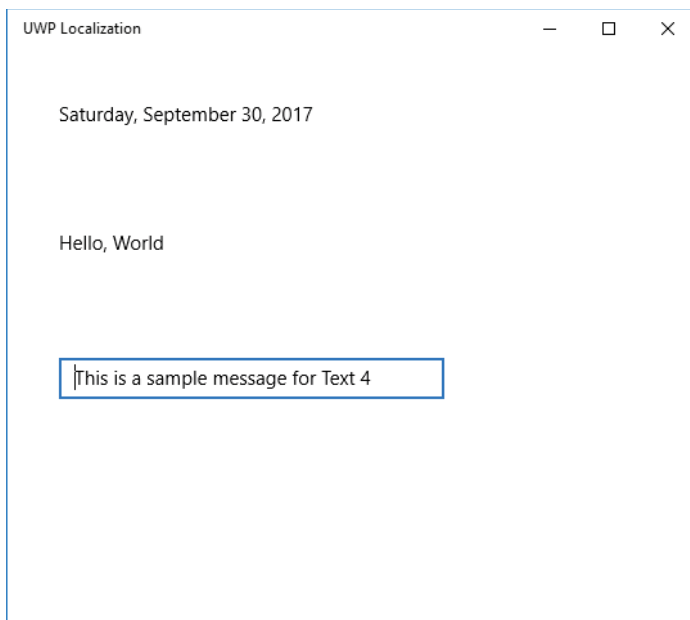 UWP Localization
Saturday, September 30, 2017
Hello, World
This is a sample message for Text 4